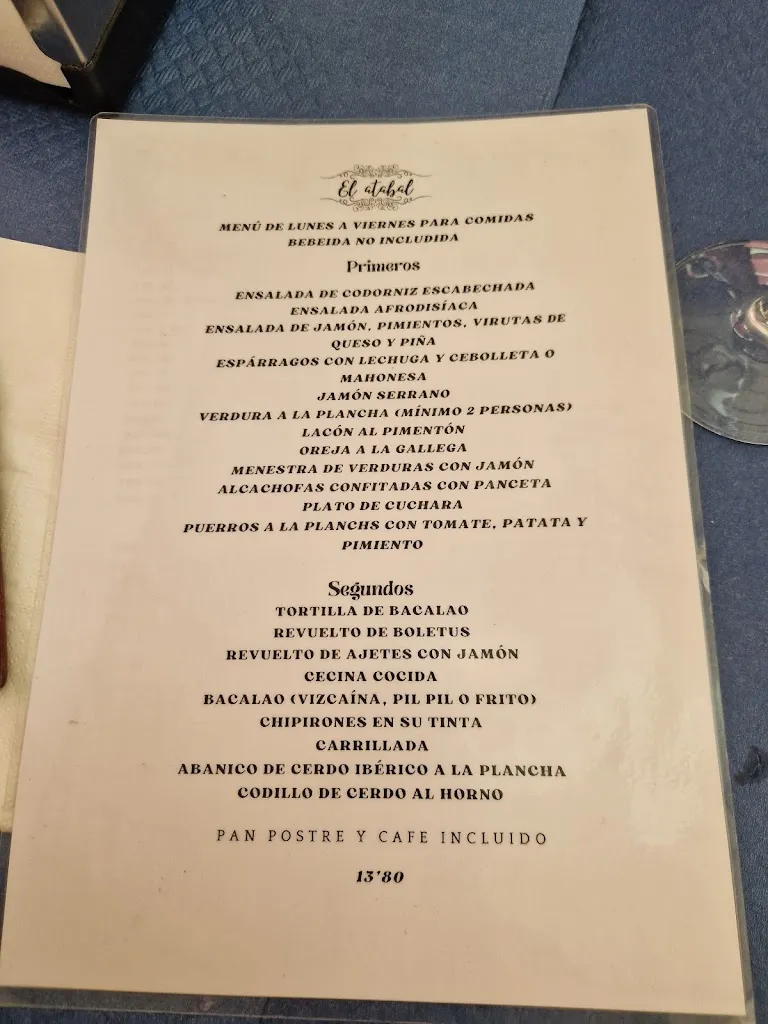 El atabal
MENÚ DE LUNES A VIERNES PARA COMIDAS
BEBEIDA NO INCLUDIDA
Primeros
ENSALADA DE CODORNIZ ESCABECHADA
ENSALADA AFRODISÍACA
ENSALADA DE JAMÓN, PIMIENTOS, VIRUTAS DE
QUESO Y PIÑA
ESPÁRRAGOS CON LECHUGA Y CEBOLLETA O
MAHONESA
JAMÓN SERRANO
VERDURA A LA PLANCHA (MÍNIMO 2 PERSONAS)
LACÓN AL PIMENTÓN
OREJA A LA GALLEGA
MENESTRA DE VERDURAS CON JAMÓN
ALCACHOFAS CONFITADAS CON PANCETA
PLATO DE CUCHARA
PUERROS A LA PLANCHS CON TOMATE, PATATA Y
PIMIENTO
Segundos
TORTILLA DE BACALAO
REVUELTO DE BOLETUS
REVUELTO DE AJETES CON JAMÓN
CECINA COCIDA
BACALAO (VIZCAÍNA, PIL PIL O FRITO)
CHIPIRONES EN SU TINTA
CARRILLADA
ABANICO DE CERDO IBÉRICO A LA PLANCHA
CODILLO DE CERDO AL HORNO
PAN POSTRE Y CAFE INCLUIDO
13'80